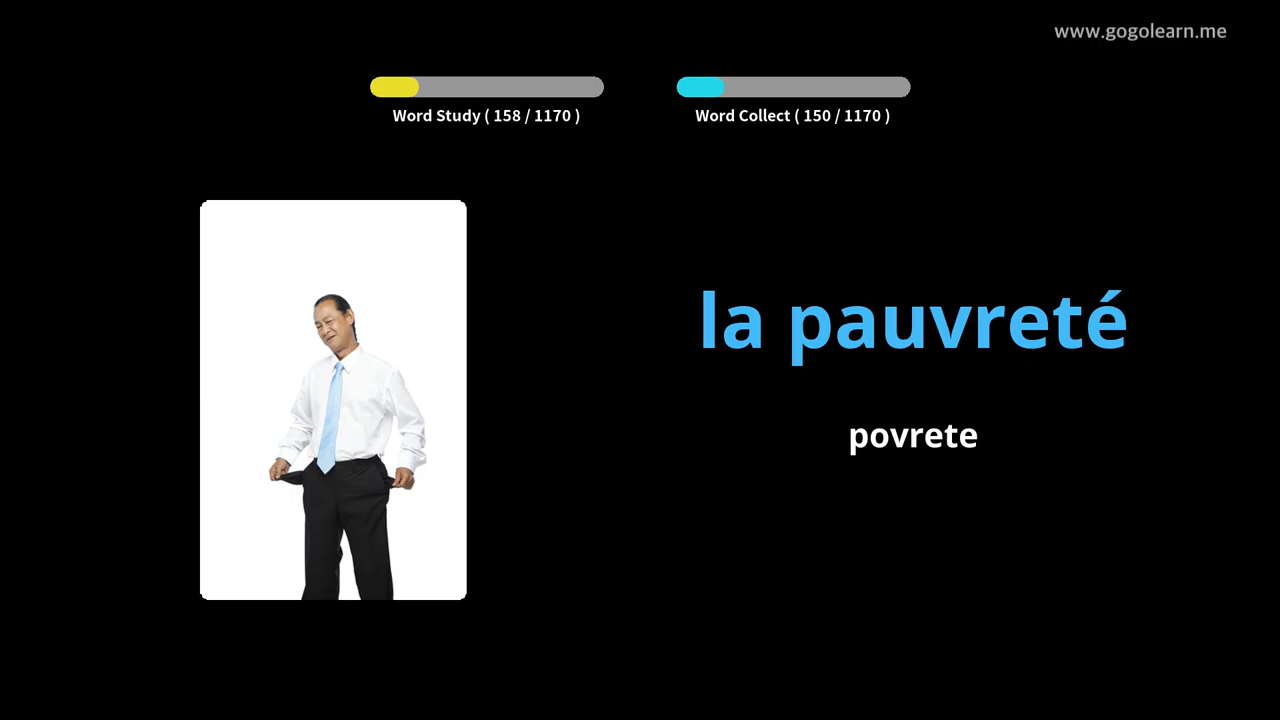 www.gogolearn.me
Word Study ( 158 / 1170 )
Word Collect ( 150 / 1170 )
la pauvreté
povrete